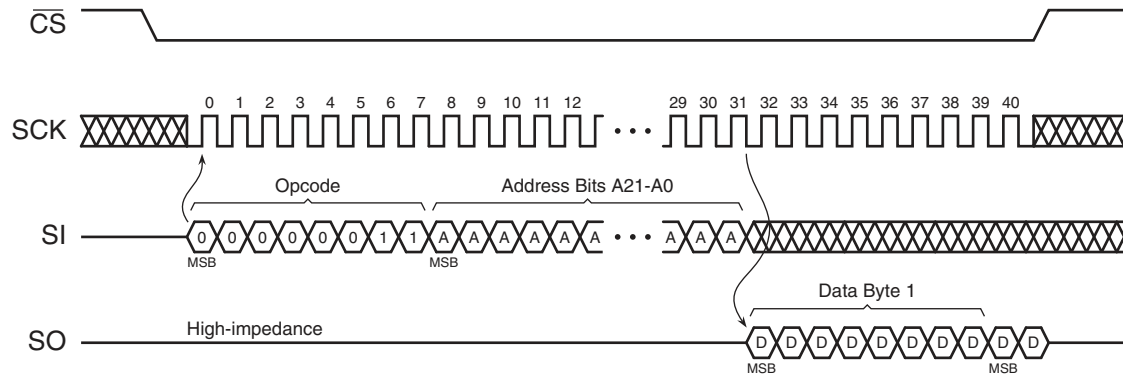 CS
0 1 2 3 4 5 6 7 8 9 10 11 12 29 30 31 32 33 34 35 36 37 38 39 40
SCK
Opcode Address Bits A21-A0
SI 0 0 0 0 0 0 1 1 A A A A A A A A A
MSB MSB
Data Byte 1
High-impedance
SO D D D D D D D D D D
MSB MSB